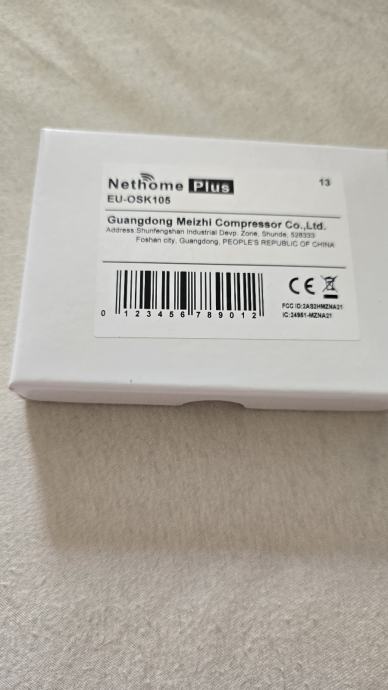 Nethome Plus
13
EU-OSK105
Guangdong Meizhi Compressor Co.,Ltd.
Address:Shunfengshan Industrial Devp. Zone, Shunde, 528333
Foshan city, Guangdong, PEOPLE'S REPUBLIC OF CHINA
CE
0 123456 789012
FCC ID:2AS2HMZNA21
IC:24951-MZNA21